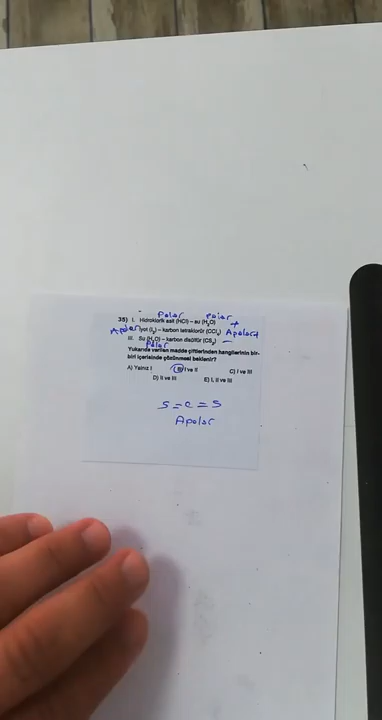 Polar Polar
35) I. Hidroklorik asit (HCl) – su (H₂O) +
Apolar İyot (I₂) – karbon tetraklorür (CCl₄) Apolar+
III. Su (H₂O) – karbon disülfür (CS₂) –
Polar
Yukarıda verilen madde çiftlerinden hangilerinin bir-
biri içerisinde çözünmesi beklenir?
A) Yalnız I B) I ve II C) I ve III
D) II ve III E) I, II ve III
S=C=S
Apolar